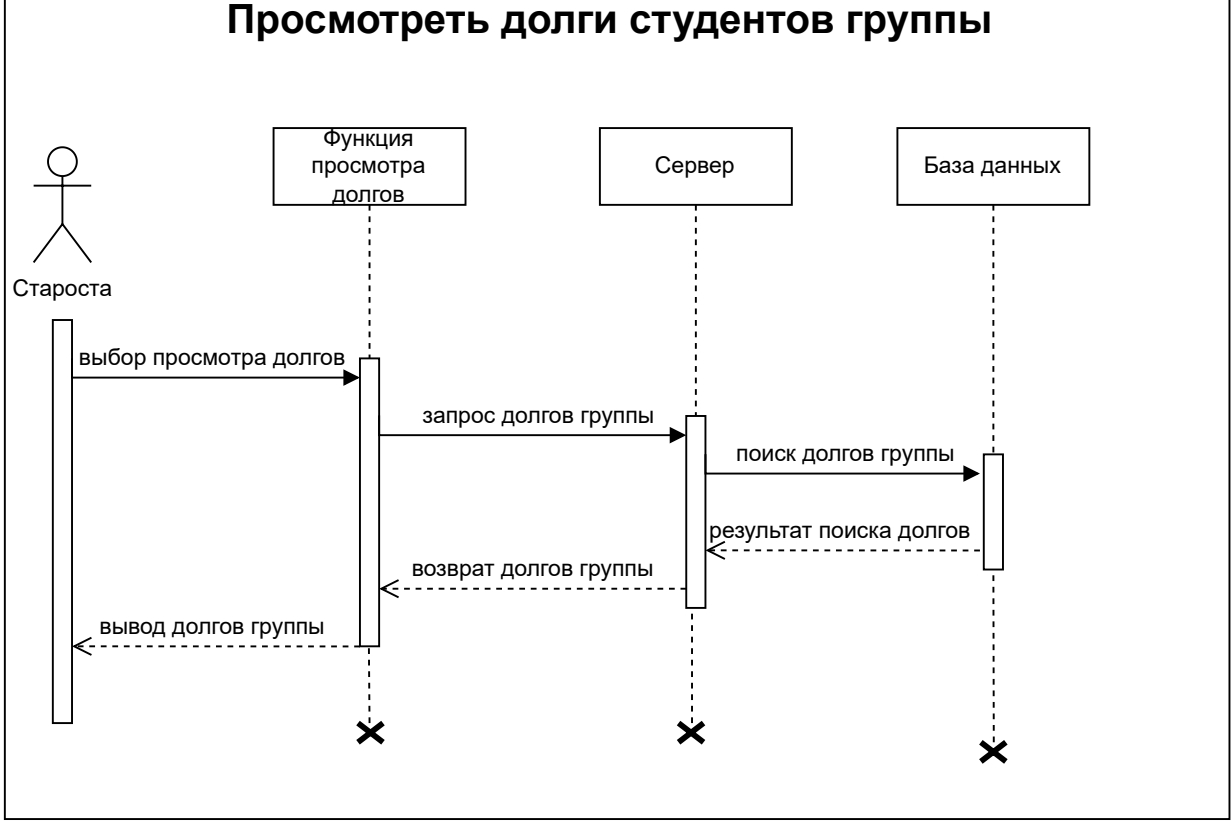 Просмотреть долги студентов группы
Функция
просмотра
долгов
Сервер
База данных
Староста
выбор просмотра долгов
запрос долгов группы
поиск долгов группы
результат поиска долгов
возврат долгов группы
вывод долгов группы